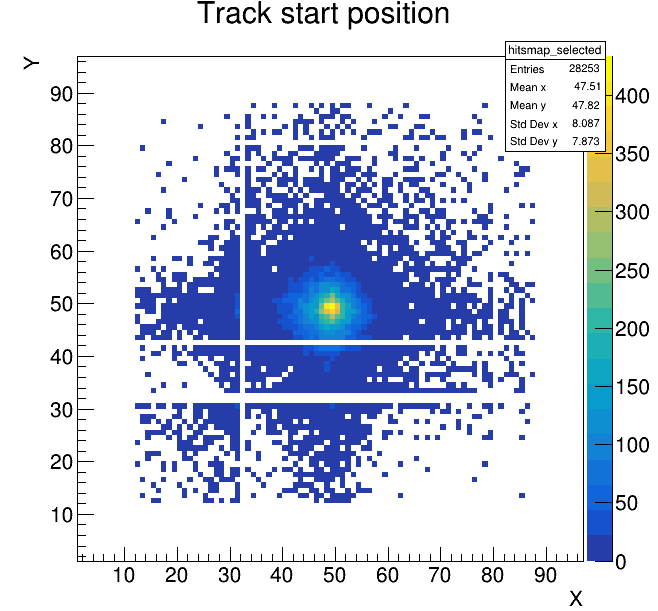 Track start position
hitsmap_selected
Entries 28253
Mean x 47.51
Mean y 47.82
Std Dev x 8.087
Std Dev y 7.873
Y
90
80
70
60
50
40
30
20
10
10 20 30 40 50 60 70 80 90
X
400
350
300
250
200
150
100
50
0